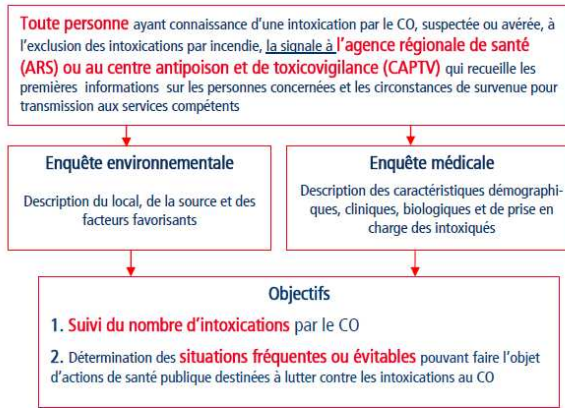 Toute personne ayant connaissance d'une intoxication par le CO, suspectée ou avérée, à
l'exclusion des intoxications par incendie, la signale à l'agence régionale de santé
(ARS) ou au centre antipoison et de toxicovigilance (CAPTV) qui recueille les
premières informations sur les personnes concernées et les circonstances de survenue pour
transmission aux services compétents
Enquête environnementale
Description du local, de la source et des
facteurs favorisants
Enquête médicale
Description des caractéristiques démographi-
ques, cliniques, biologiques et de prise en
charge des intoxiqués
Objectifs
1. Suivi du nombre d'intoxications par le CO
2. Détermination des situations fréquentes ou évitables pouvant faire l'objet
d'actions de santé publique destinées à lutter contre les intoxications au CO